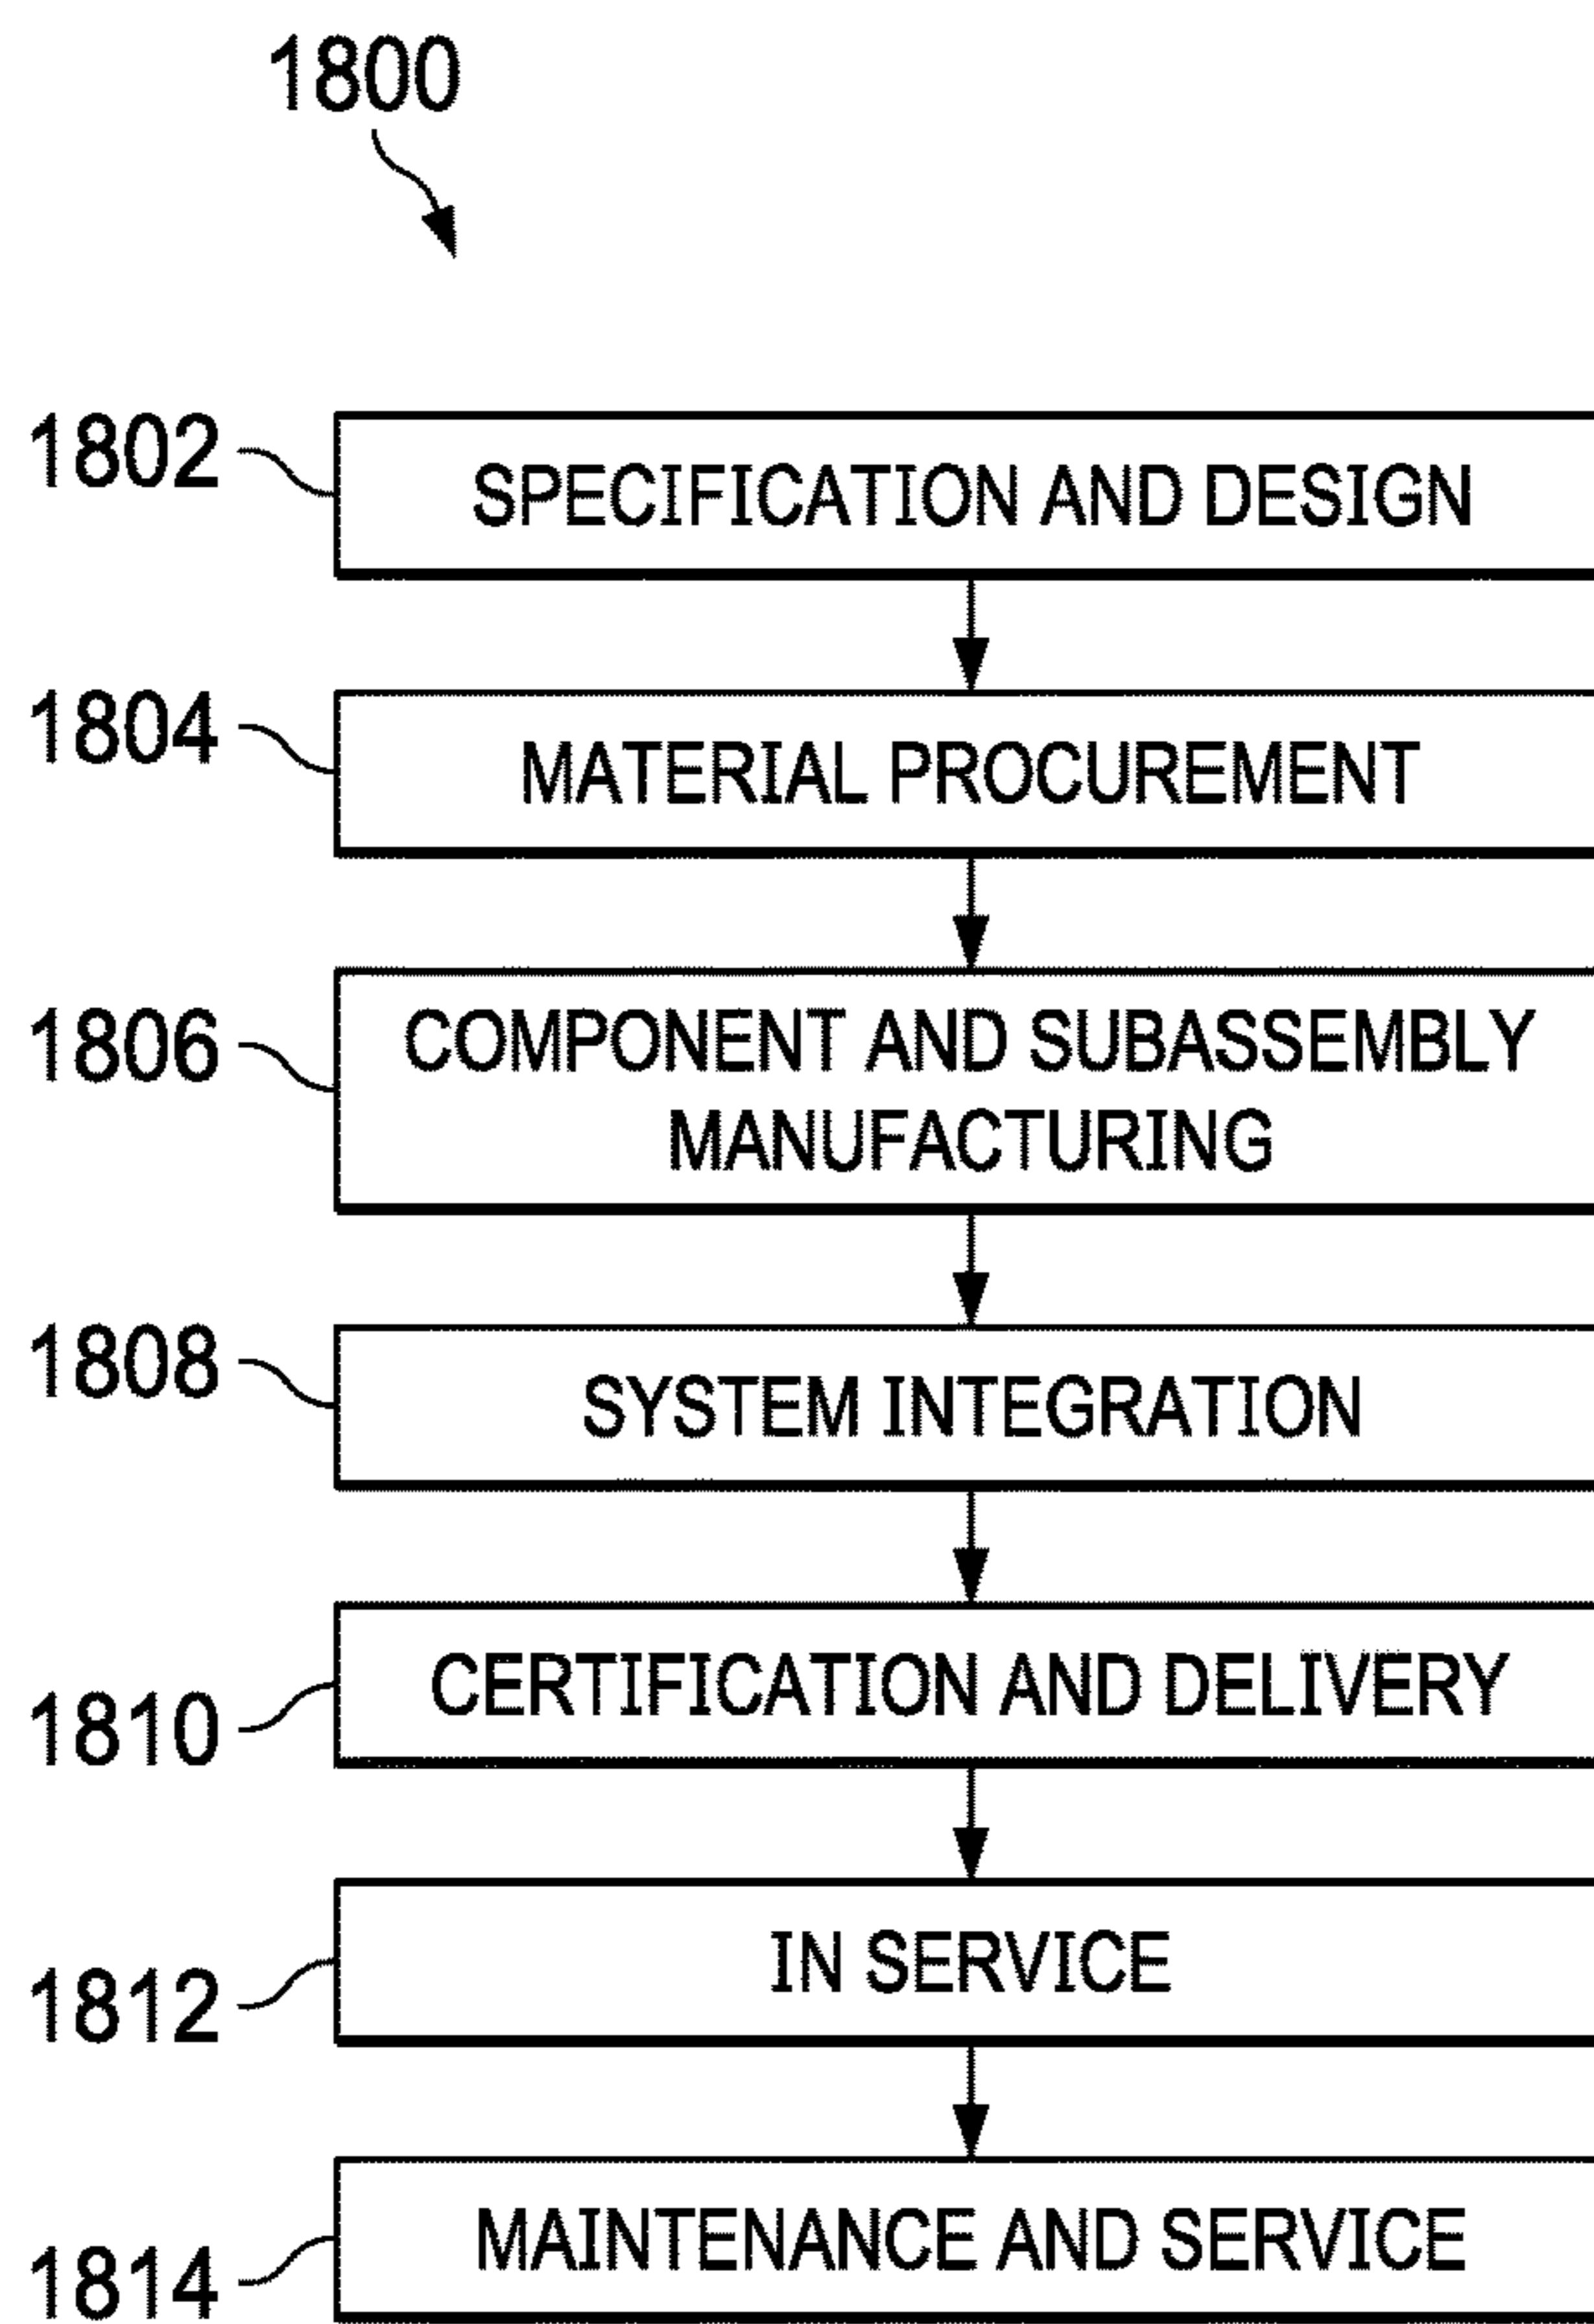 1800
1802 SPECIFICATION AND DESIGN
1804 MATERIAL PROCUREMENT
1806 COMPONENT AND SUBASSEMBLY
MANUFACTURING
1808 SYSTEM INTEGRATION
1810 CERTIFICATION AND DELIVERY
1812 IN SERVICE
1814 MAINTENANCE AND SERVICE